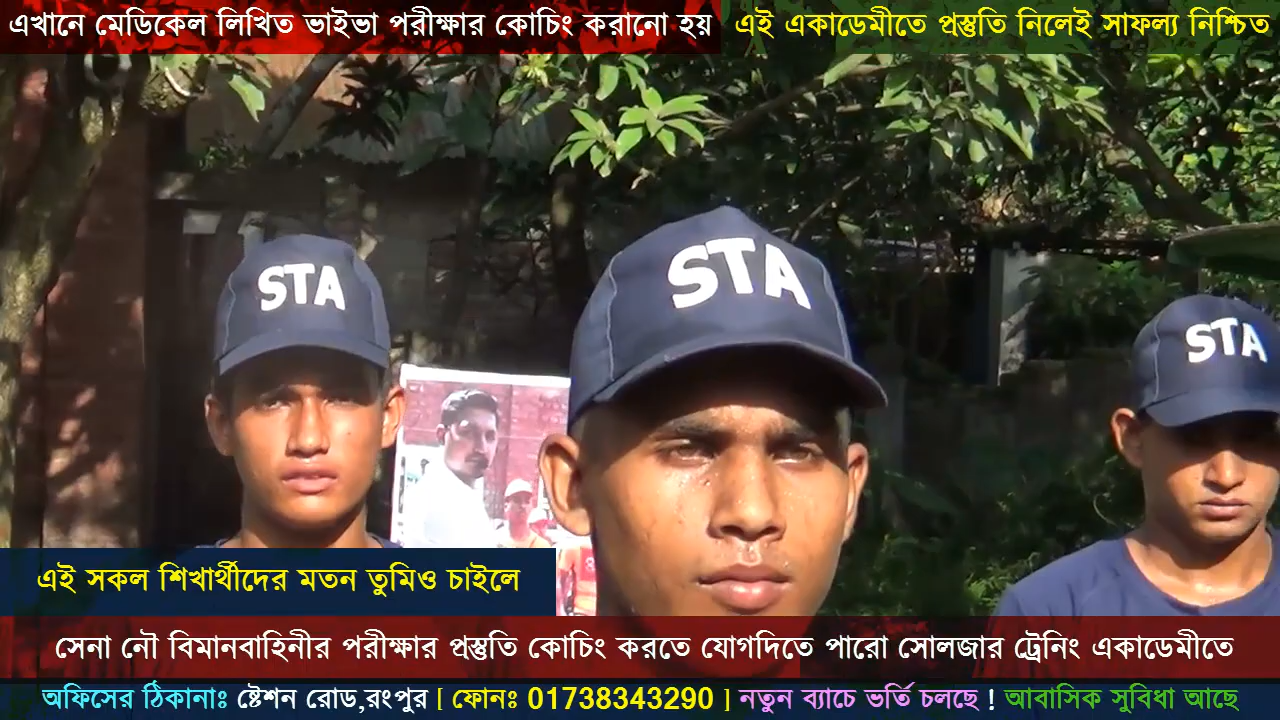 এখানে মেডিকেল লিখিত ভাইভা পরীক্ষার কোচিং করানো হয়
এই একাডেমীতে প্রস্তুতি নিলেই সাফল্য নিশ্চিত
STA
STA
STA
এই সকল শিখার্থীদের মতন তুমিও চাইলে
সেনা নৌ বিমানবাহিনীর পরীক্ষার প্রস্তুতি কোচিং করতে যোগদিতে পারো সোলজার ট্রেনিং একাডেমীতে
অফিসের ঠিকানাঃ ষ্টেশন রোড,রংপুর [ ফোনঃ 01738343290 ] নতুন ব্যাচে ভর্তি চলছে ! আবাসিক সুবিধা আছে